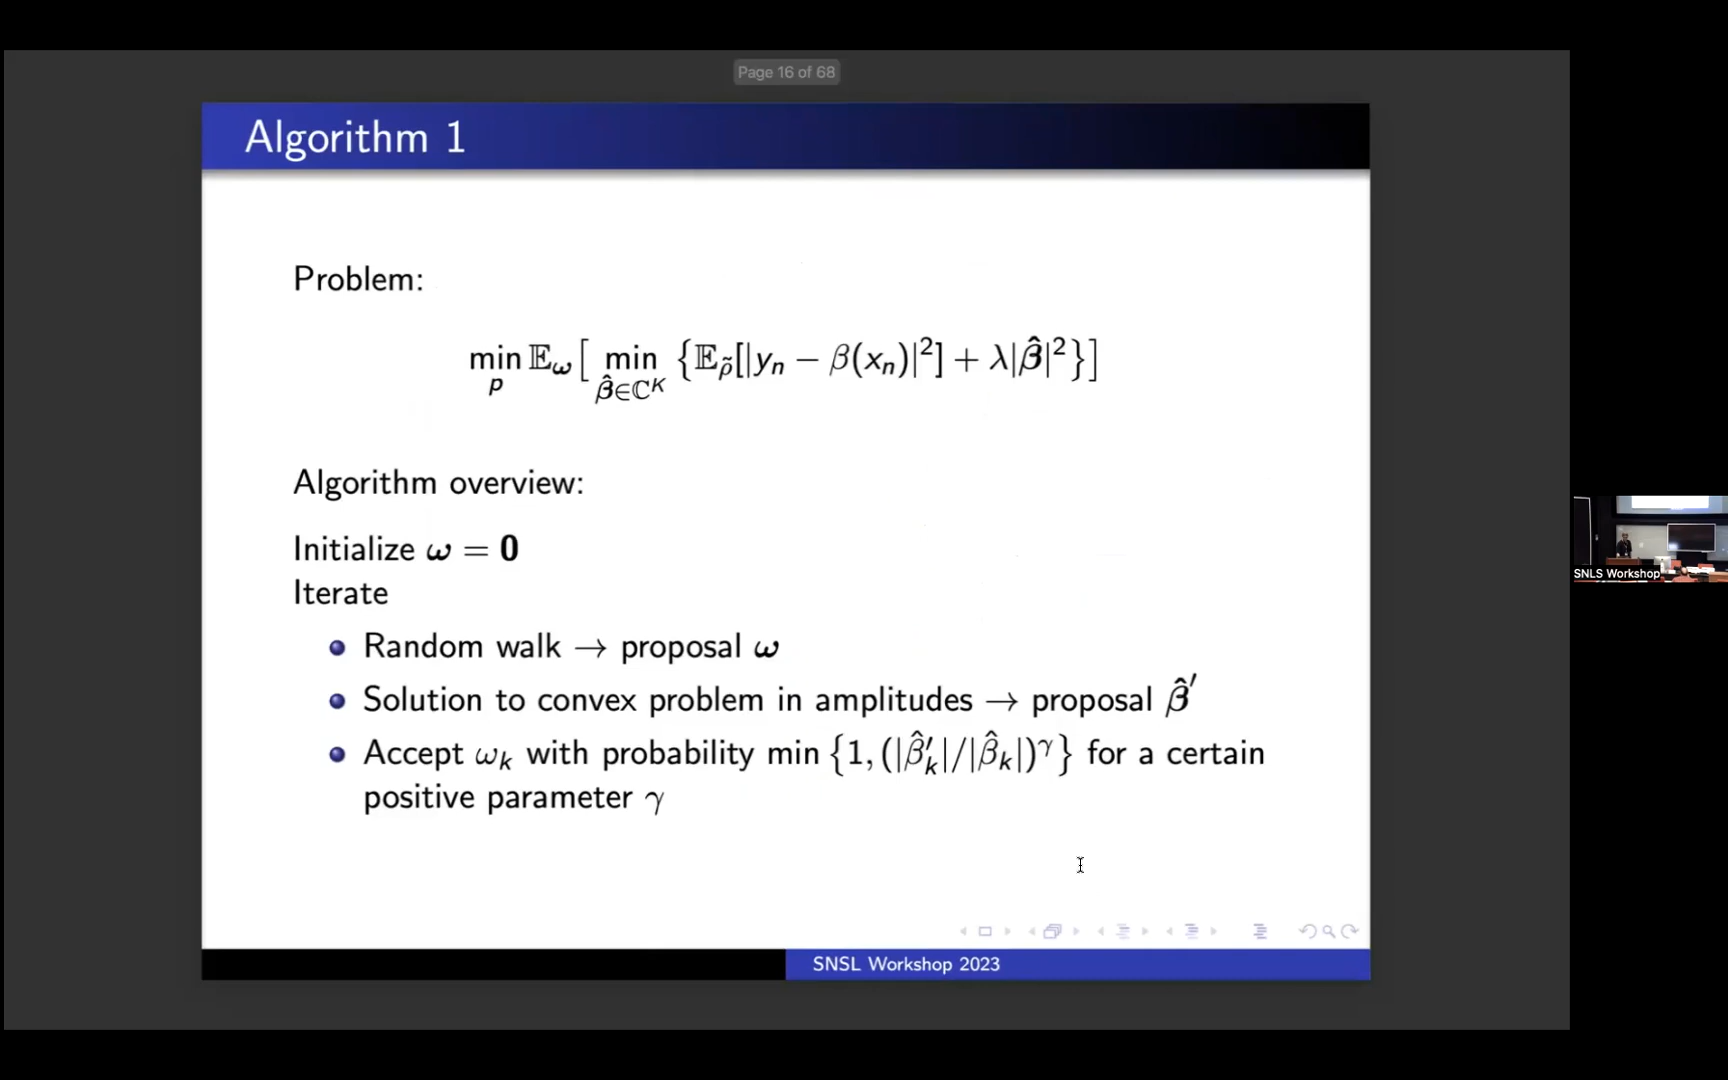 Page 16 of 68
Algorithm 1
Problem:
min_p 𝔼_ω[ min_{β̂∈ℂ^K} {𝔼_ρ̃[|y_n − β(x_n)|²] + λ|β̂|²}]
Algorithm overview:
Initialize ω = 0
Iterate
Random walk → proposal ω
Solution to convex problem in amplitudes → proposal β̂′
Accept ω_k with probability min {1, (|β̂′_k|/|β̂_k|)^γ} for a certain
positive parameter γ
SNLS Workshop
SNSL Workshop 2023